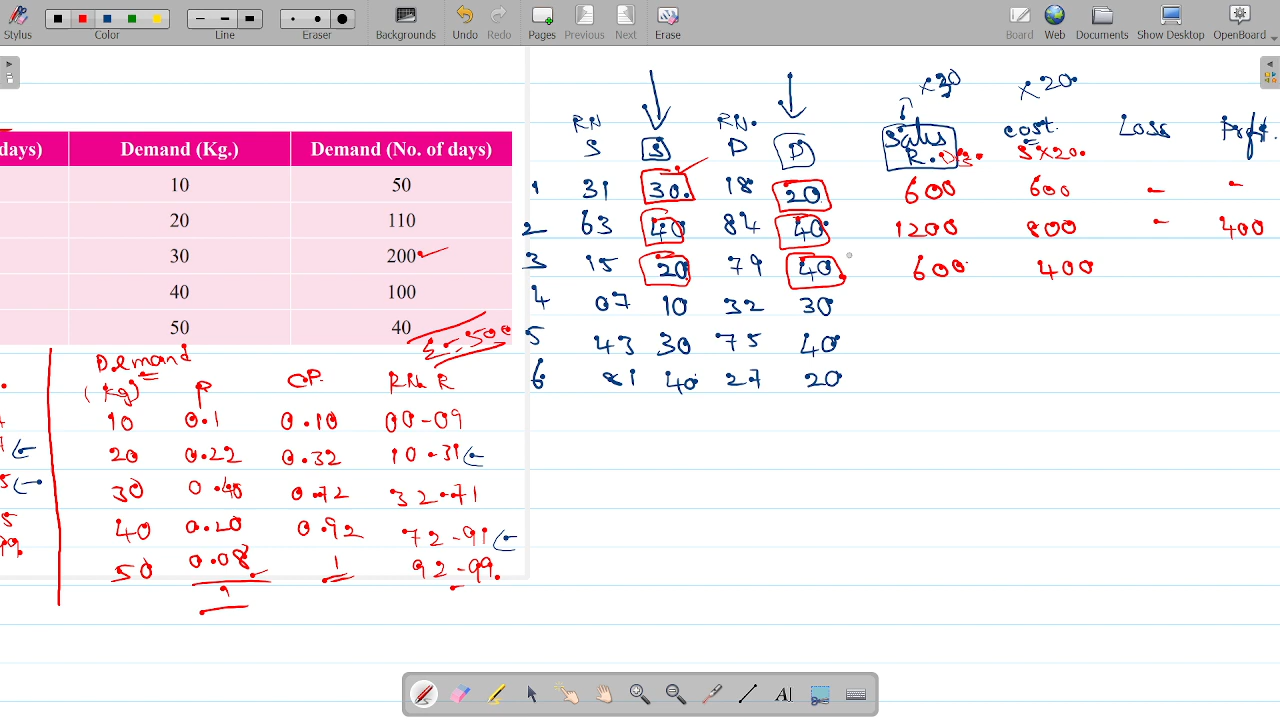 Stylus Color Line Eraser Backgrounds Undo Redo Pages Previous Next Erase Board Web Documents Show Desktop OpenBoard
days) Demand (Kg.) Demand (No. of days)
10 50
20 110
30 200
40 100
50 40
Σ = 500
Demand
(kg) P C.P. RN. R
10 0.1 0.10 00-09
20 0.22 0.32 10-31
30 0.40 0.72 32-71
40 0.20 0.92 72-91
50 0.08 1 92-99.
1
×20 ×20.
RN RN. Sales cost. Loss Profit.
S S D D R. D/S. S×20.
1 31 30. 18 20 600 600 - -
2 63 40 84 40 1200 800 - 400
3 15 20 79 40 600 400
4 07 10 32 30
5 43 30 75 40
6 81 40 27 20